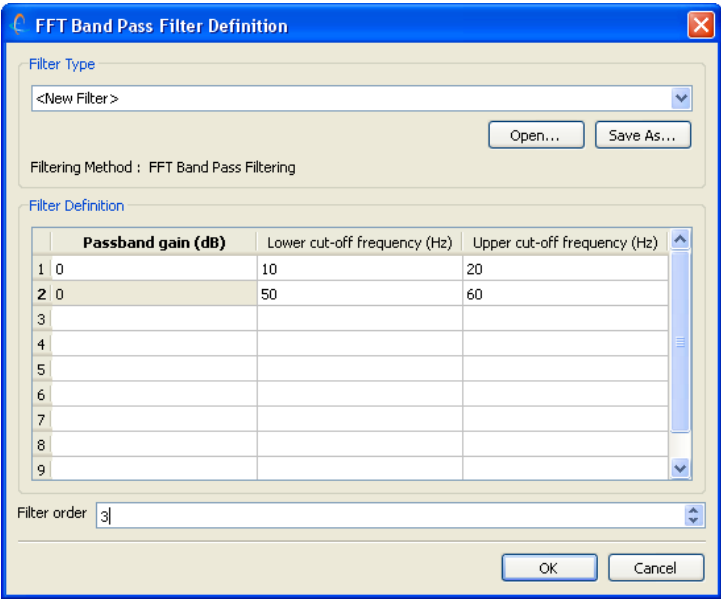 FFT Band Pass Filter Definition
Filter Type
<New Filter>
Open... Save As...
Filtering Method : FFT Band Pass Filtering
Filter Definition
Passband gain (dB) Lower cut-off frequency (Hz) Upper cut-off frequency (Hz)
1 0 10 20
2 0 50 60
3
4
5
6
7
8
9
Filter order 3
OK Cancel